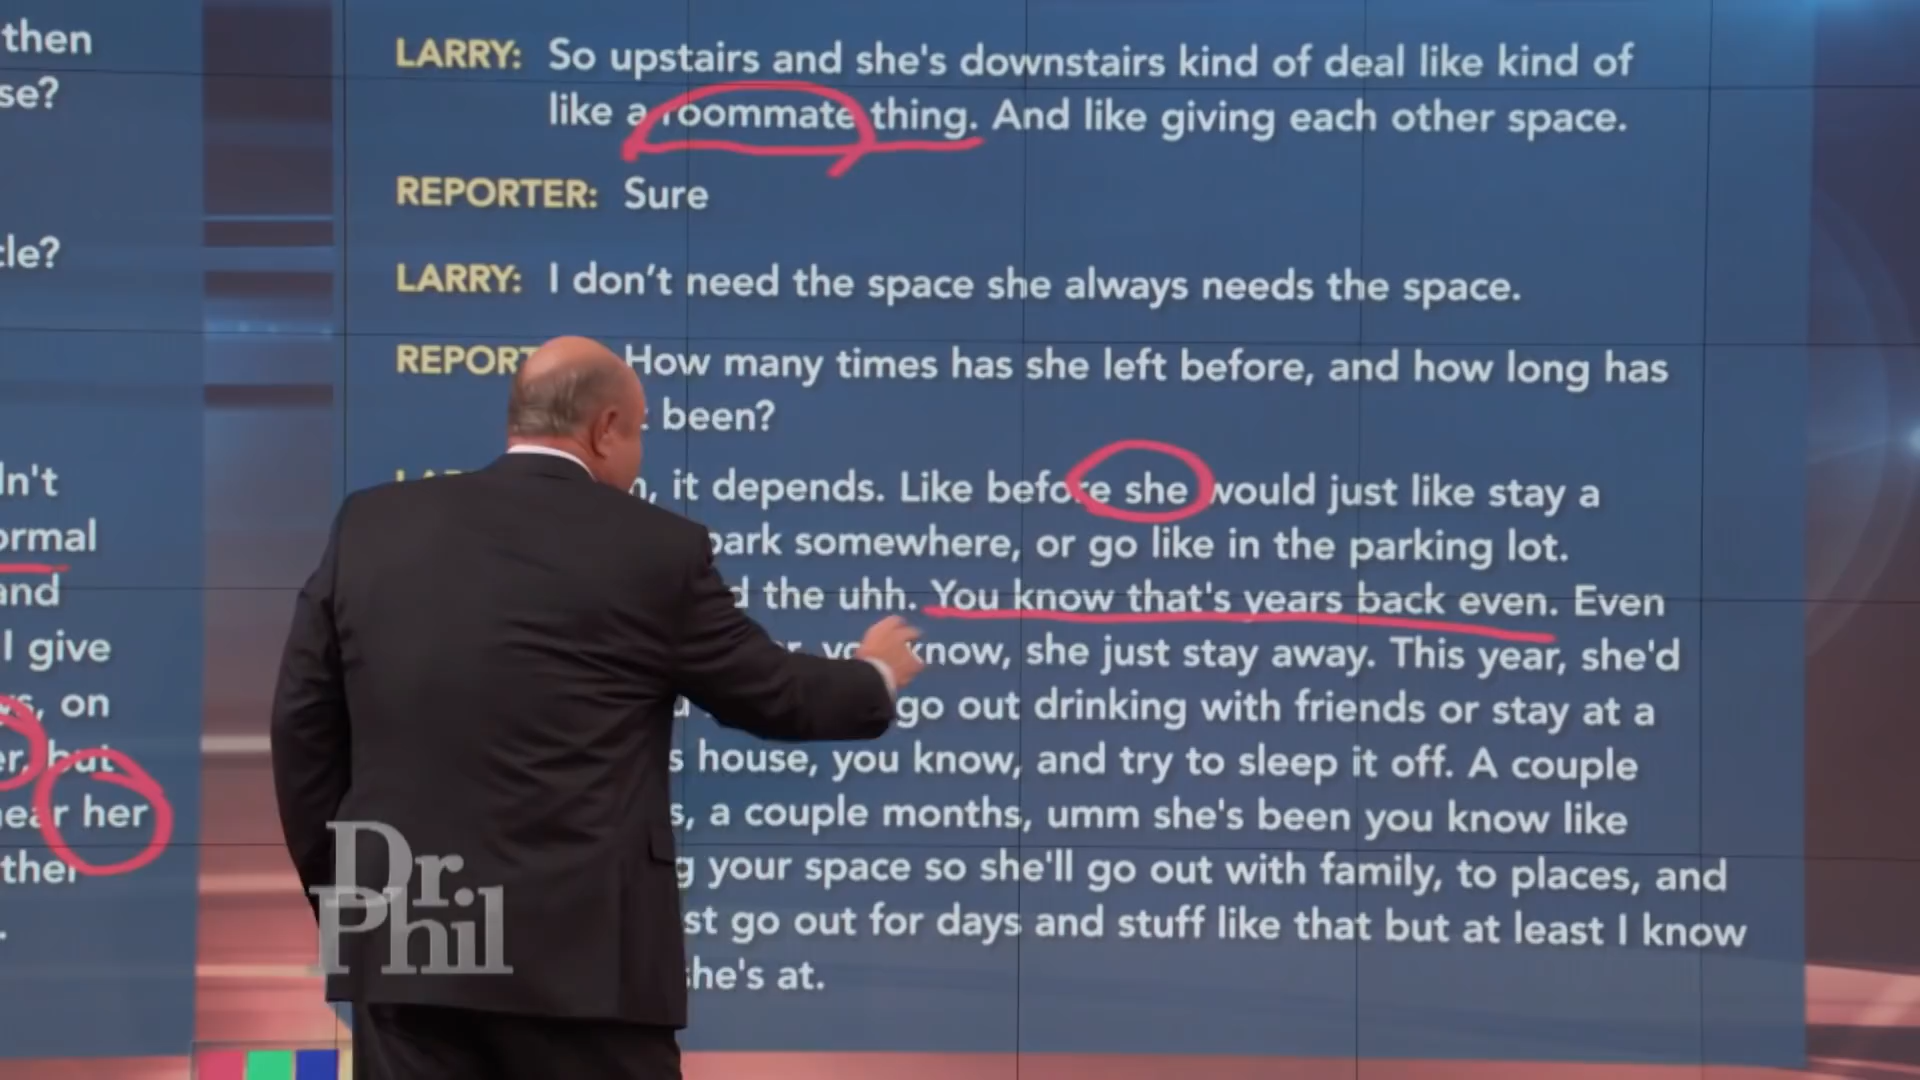 then
se?
cle?
dn't
ormal
and
I give
on
er, but
near her
ther
LARRY: So upstairs and she's downstairs kind of deal like kind of
like a roommate thing. And like giving each other space.
REPORTER: Sure
LARRY: I don't need the space she always needs the space.
REPORT How many times has she left before, and how long has
been?
it depends. Like before she would just like stay a
park somewhere, or go like in the parking lot.
the uhh. You know that's years back even. Even
know, she just stay away. This year, she'd
go out drinking with friends or stay at a
house, you know, and try to sleep it off. A couple
a couple months, umm she's been you know like
your space so she'll go out with family, to places, and
st go out for days and stuff like that but at least I know
she's at.
Dr.
Phil